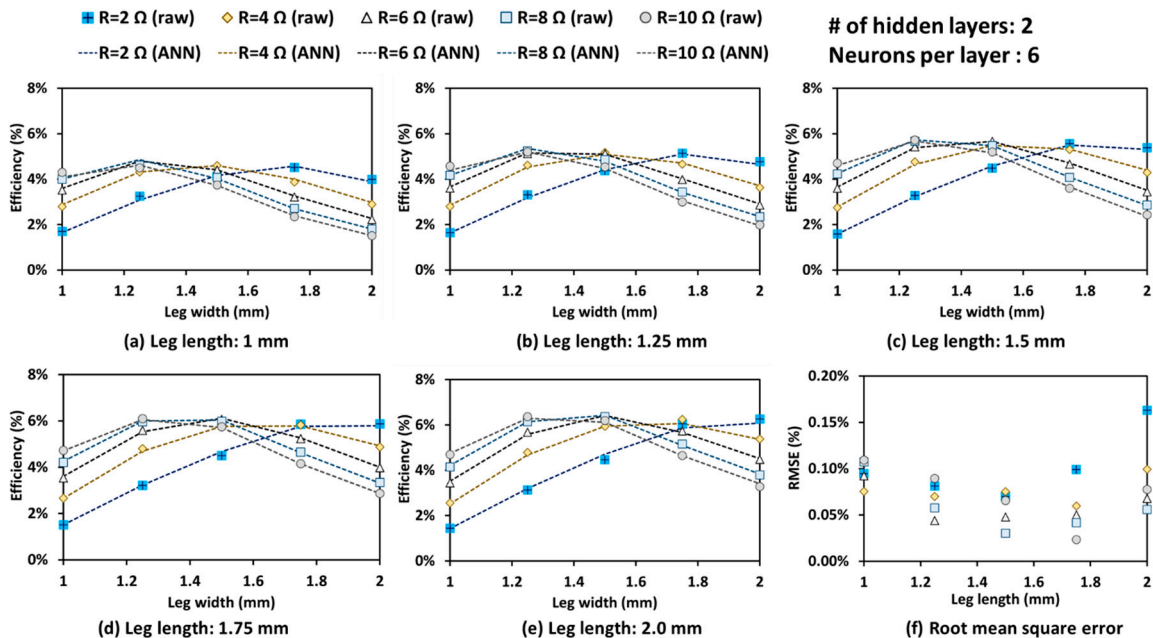 R=2 Ω (raw) R=4 Ω (raw) R=6 Ω (raw) R=8 Ω (raw) R=10 Ω (raw)
R=2 Ω (ANN) R=4 Ω (ANN) R=6 Ω (ANN) R=8 Ω (ANN) R=10 Ω (ANN)
# of hidden layers: 2
Neurons per layer : 6
8%
6%
4%
2%
0%
Efficiency (%)
1 1.2 1.4 1.6 1.8 2
Leg width (mm)
(a) Leg length: 1 mm
8%
6%
4%
2%
0%
Efficiency (%)
1 1.2 1.4 1.6 1.8 2
Leg width (mm)
(b) Leg length: 1.25 mm
8%
6%
4%
2%
0%
Efficiency (%)
1 1.2 1.4 1.6 1.8 2
Leg width (mm)
(c) Leg length: 1.5 mm
8%
6%
4%
2%
0%
Efficiency (%)
1 1.2 1.4 1.6 1.8 2
Leg width (mm)
(d) Leg length: 1.75 mm
8%
6%
4%
2%
0%
Efficiency (%)
1 1.2 1.4 1.6 1.8 2
Leg width (mm)
(e) Leg length: 2.0 mm
0.20%
0.15%
0.10%
0.05%
0.00%
RMSE (%)
1 1.2 1.4 1.6 1.8 2
Leg length (mm)
(f) Root mean square error